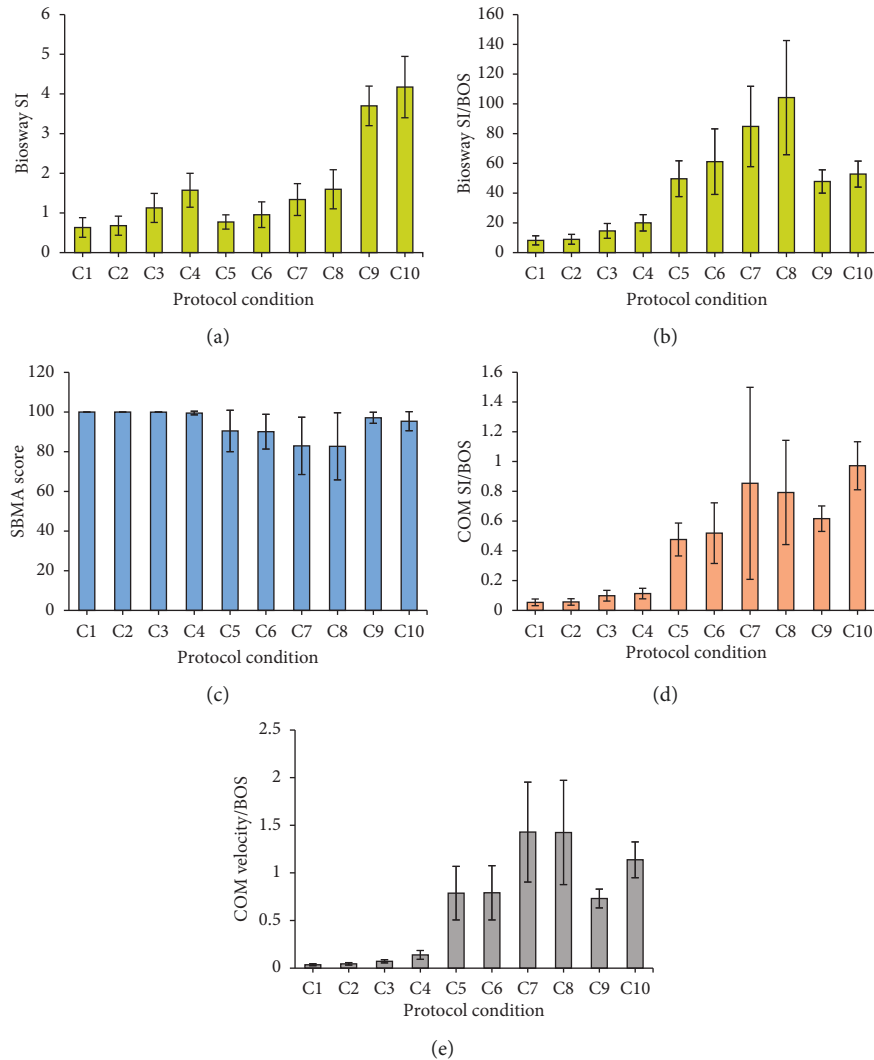 Biosway SI
6
5
4
3
2
1
0
C1 C2 C3 C4 C5 C6 C7 C8 C9 C10
Protocol condition
(a)
Biosway SI/BOS
160
140
120
100
80
60
40
20
0
C1 C2 C3 C4 C5 C6 C7 C8 C9 C10
Protocol condition
(b)
SBMA score
120
100
80
60
40
20
0
C1 C2 C3 C4 C5 C6 C7 C8 C9 C10
Protocol condition
(c)
COM SI/BOS
1.6
1.4
1.2
1
0.8
0.6
0.4
0.2
0
C1 C2 C3 C4 C5 C6 C7 C8 C9 C10
Protocol condition
(d)
COM velocity/BOS
2.5
2
1.5
1
0.5
0
C1 C2 C3 C4 C5 C6 C7 C8 C9 C10
Protocol condition
(e)